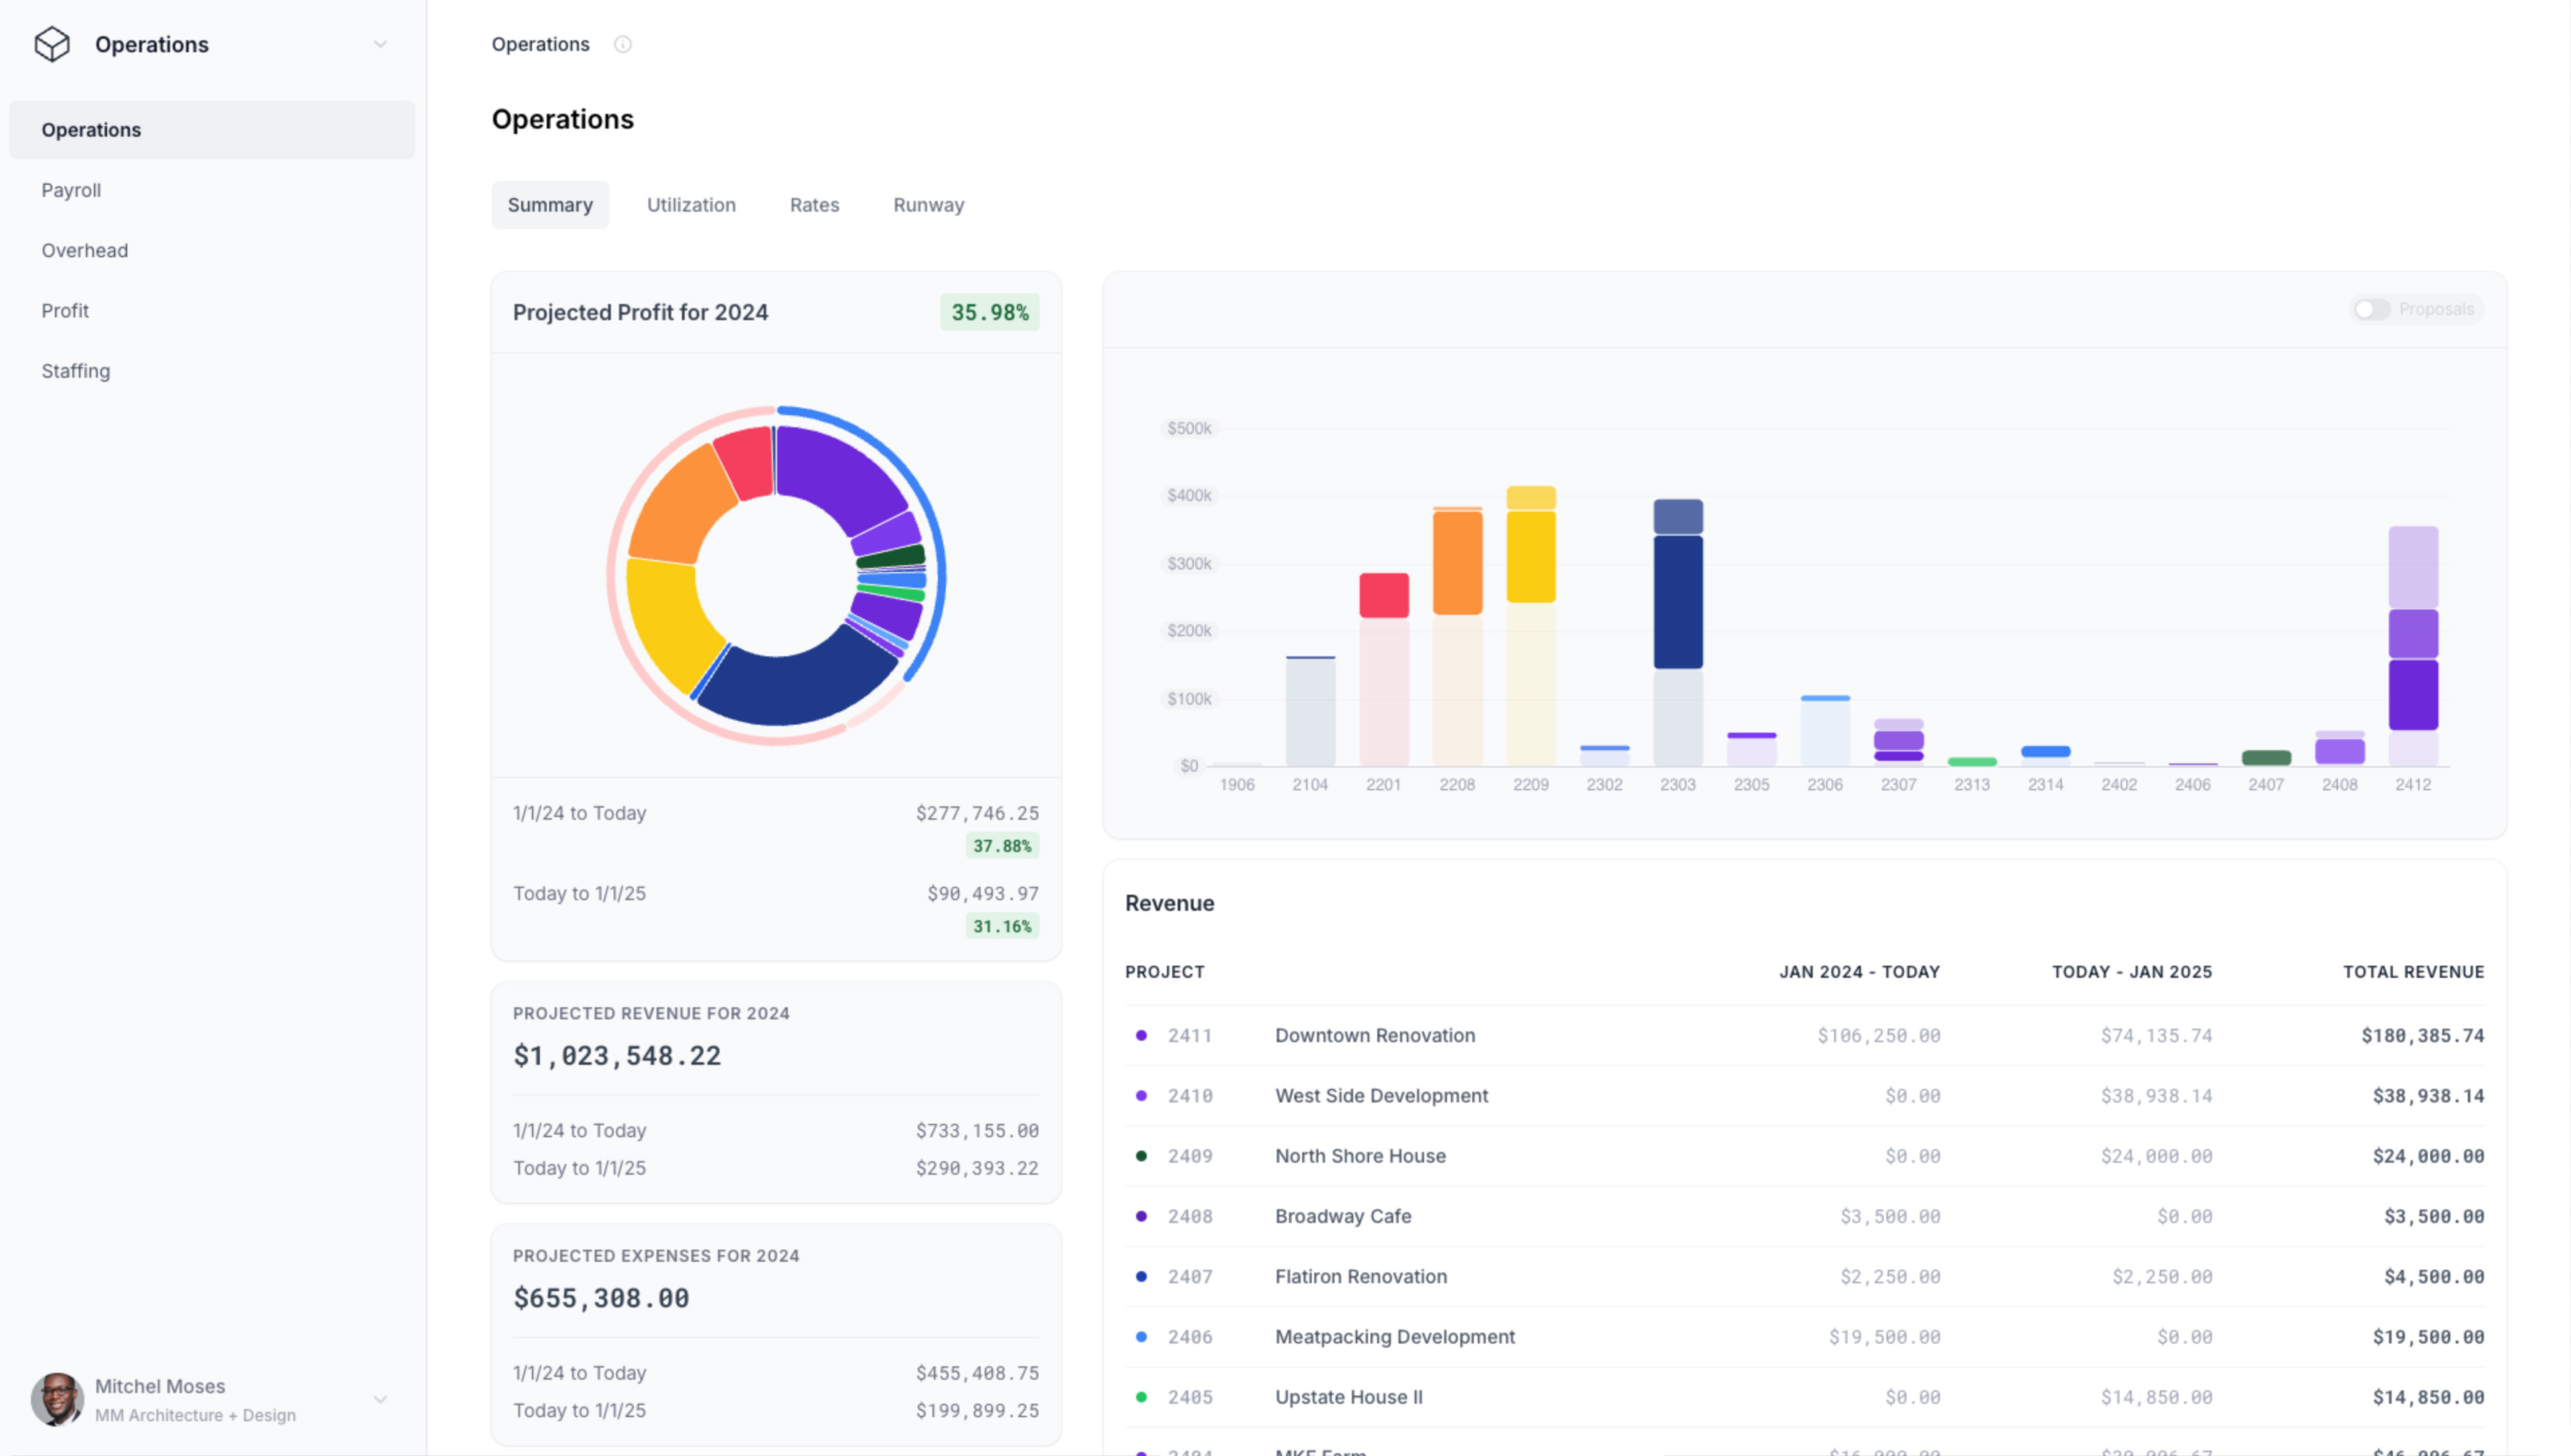 Operations
Operations
Payroll
Overhead
Profit
Staffing
Mitchel Moses
MM Architecture + Design
Operations
Operations
Summary Utilization Rates Runway
Projected Profit for 2024 35.98%
1/1/24 to Today $277,746.25
37.88%
Today to 1/1/25 $90,493.97
31.16%
PROJECTED REVENUE FOR 2024
$1,023,548.22
1/1/24 to Today $733,155.00
Today to 1/1/25 $290,393.22
PROJECTED EXPENSES FOR 2024
$655,308.00
1/1/24 to Today $455,408.75
Today to 1/1/25 $199,899.25
Proposals
$500k
$400k
$300k
$200k
$100k
$0
1906 2104 2201 2208 2209 2302 2303 2305 2306 2307 2313 2314 2402 2406 2407 2408 2412
Revenue
PROJECT JAN 2024 - TODAY TODAY - JAN 2025 TOTAL REVENUE
2411 Downtown Renovation $106,250.00 $74,135.74 $180,385.74
2410 West Side Development $0.00 $38,938.14 $38,938.14
2409 North Shore House $0.00 $24,000.00 $24,000.00
2408 Broadway Cafe $3,500.00 $0.00 $3,500.00
2407 Flatiron Renovation $2,250.00 $2,250.00 $4,500.00
2406 Meatpacking Development $19,500.00 $0.00 $19,500.00
2405 Upstate House II $0.00 $14,850.00 $14,850.00